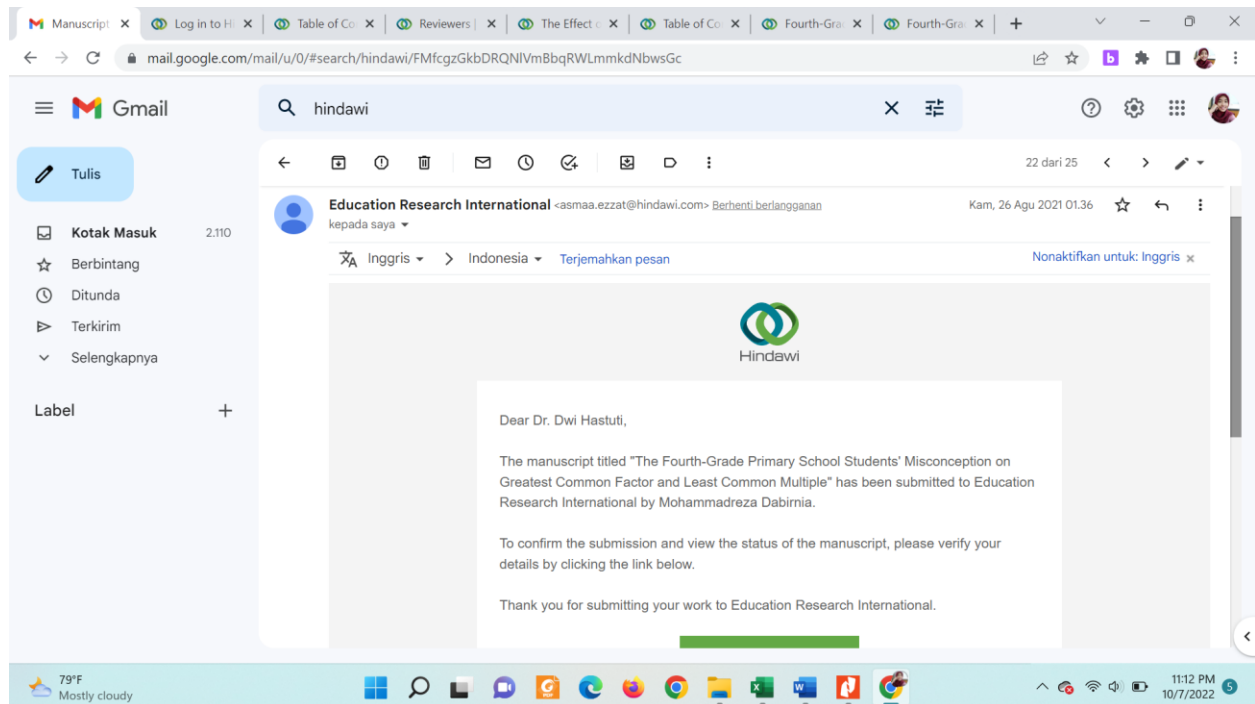 Manuscript
Log in to Hi
Table of Co
Reviewers |
The Effect o
Table of Co
Fourth-Gra
Fourth-Gra
mail.google.com/mail/u/0/#search/hindawi/FMfcgzGkbDRQNlVmBbqRWLmmkdNbwsGc
Gmail
hindawi
Tulis
22 dari 25
Education Research International <asmaa.ezzat@hindawi.com> Berhenti berlangganan
Kam, 26 Agu 2021 01.36
kepada saya
Kotak Masuk 2.110
Berbintang
Ditunda
Terkirim
Selengkapnya
Label
Inggris
Indonesia
Terjemahkan pesan
Nonaktifkan untuk: Inggris
Hindawi
Dear Dr. Dwi Hastuti,
The manuscript titled "The Fourth-Grade Primary School Students' Misconception on
Greatest Common Factor and Least Common Multiple" has been submitted to Education
Research International by Mohammadreza Dabirnia.
To confirm the submission and view the status of the manuscript, please verify your
details by clicking the link below.
Thank you for submitting your work to Education Research International.
79°F
Mostly cloudy
11:12 PM
10/7/2022
5